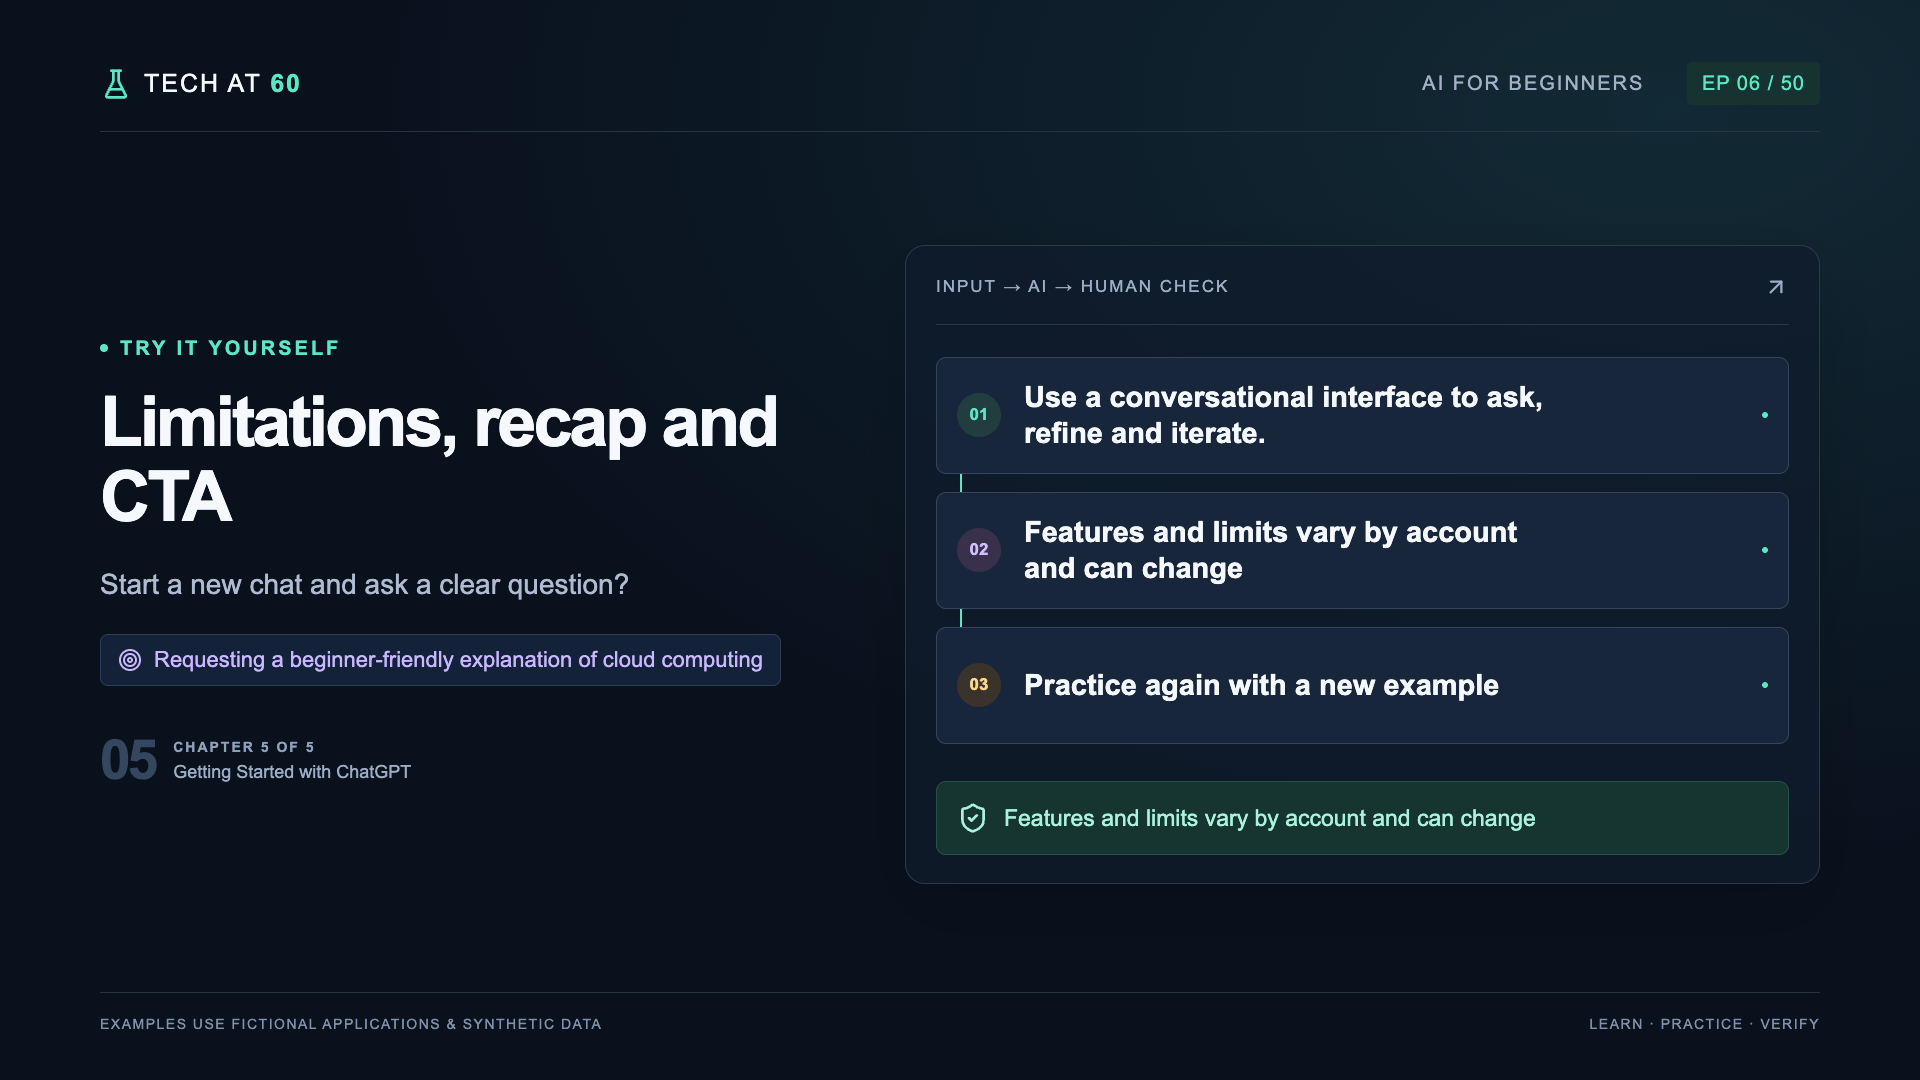 TECH AT 60
AI FOR BEGINNERS
EP 06 / 50
• TRY IT YOURSELF
Limitations, recap and
CTA
Start a new chat and ask a clear question?
Requesting a beginner-friendly explanation of cloud computing
05
CHAPTER 5 OF 5
Getting Started with ChatGPT
INPUT → AI → HUMAN CHECK
01
Use a conversational interface to ask,
refine and iterate.
02
Features and limits vary by account
and can change
03
Practice again with a new example
Features and limits vary by account and can change
EXAMPLES USE FICTIONAL APPLICATIONS & SYNTHETIC DATA
LEARN · PRACTICE · VERIFY